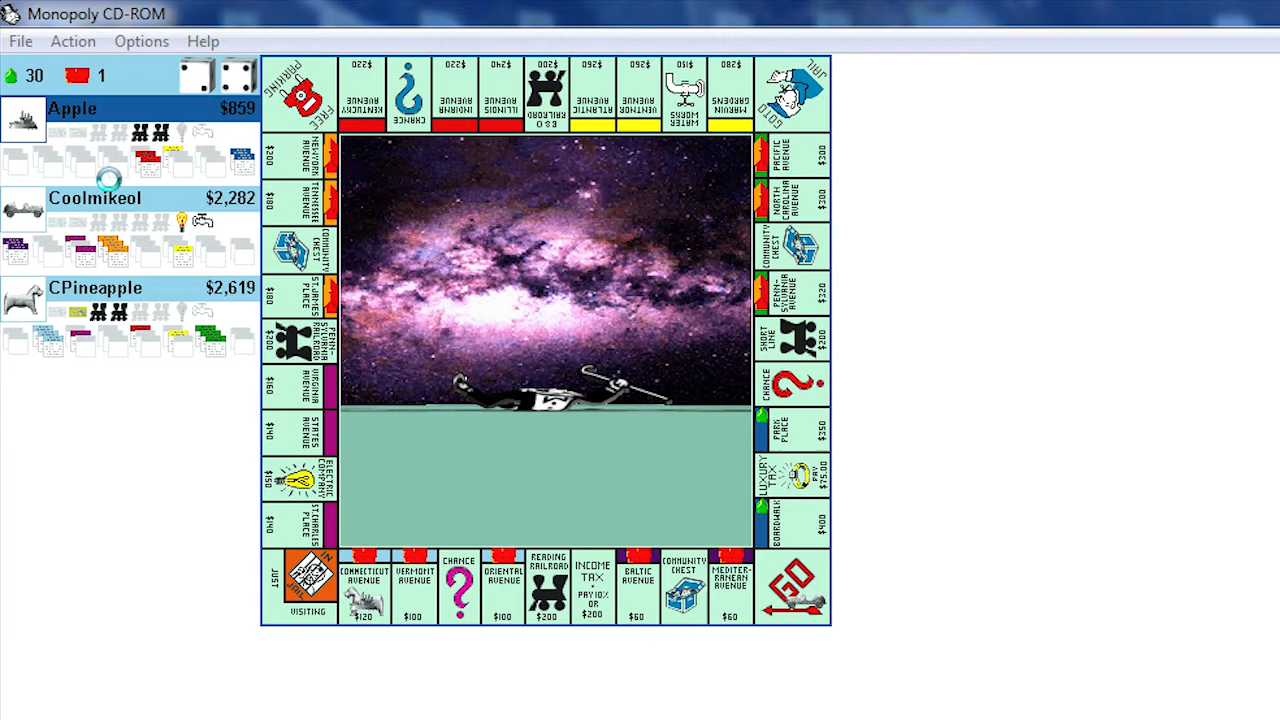 Monopoly CD-ROM
File Action Options Help
30 1
Apple $859
Coolmikeol $2,282
CPineapple $2,619
FREE PARKING
$220 KENTUCKY AVENUE
CHANCE
$220 INDIANA AVENUE
$240 ILLINOIS AVENUE
$200 B&O RAILROAD
$260 ATLANTIC AVENUE
$260 VENTNOR AVENUE
$150 WATER WORKS
$280 MARVIN GARDENS
GO TO JAIL
$200 NEW YORK AVENUE
$180 TENNESSEE AVENUE
COMMUNITY CHEST
$180 ST. JAMES PLACE
$200 PENN-SYLVANIA RAILROAD
$160 VIRGINIA AVENUE
$140 STATES AVENUE
$150 ELECTRIC COMPANY
$140 ST. CHARLES PLACE
PACIFIC AVENUE $300
NORTH CAROLINA AVENUE $300
COMMUNITY CHEST
PENN-SYLVANIA AVENUE $320
SHORT LINE $200
CHANCE
PARK PLACE $350
LUXURY TAX PAY $75.00
BOARDWALK $400
JUST VISITING
IN JAIL
CONNECTICUT AVENUE $120
VERMONT AVENUE $100
CHANCE
ORIENTAL AVENUE $100
READING RAILROAD $200
INCOME TAX PAY 10% OR $200
BALTIC AVENUE $60
COMMUNITY CHEST
MEDITER-RANEAN AVENUE $60
GO